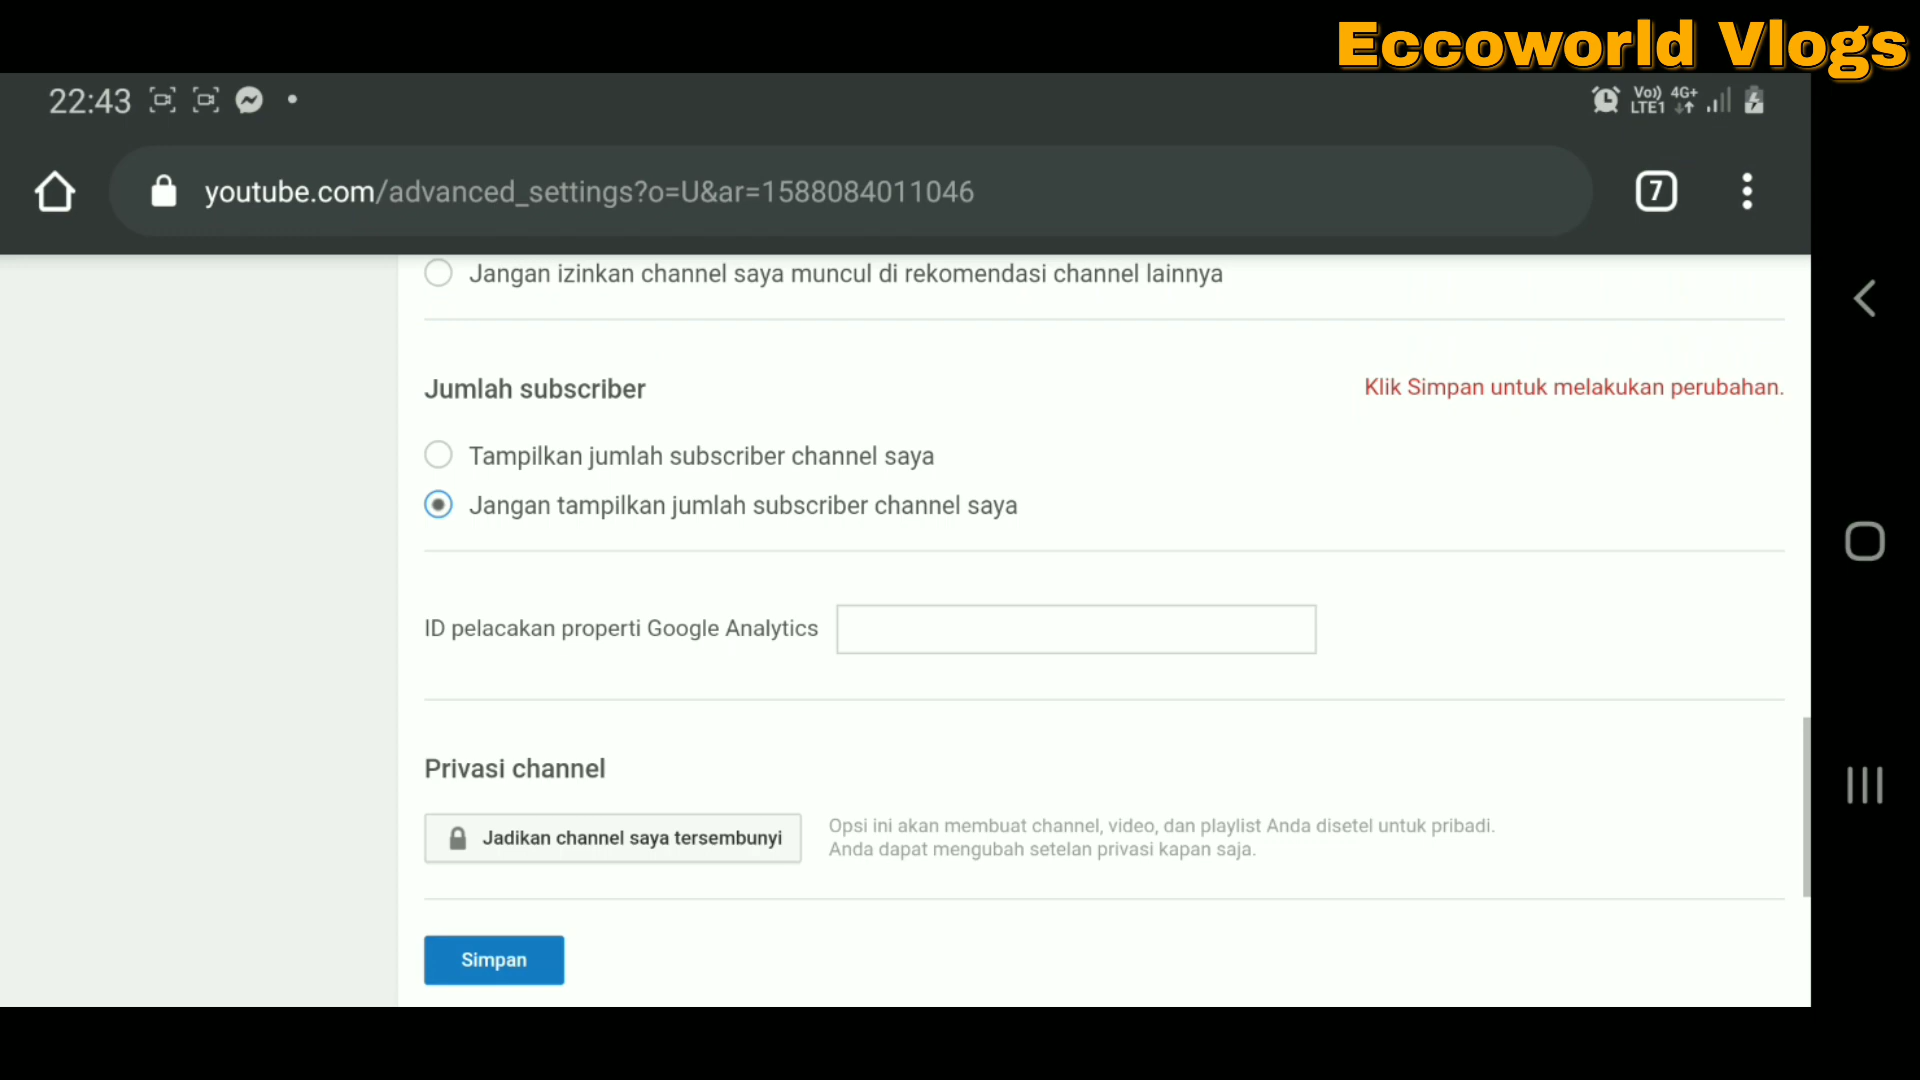 Eccoworld Vlogs
22:43
Vo)) 4G+
LTE1
youtube.com/advanced_settings?o=U&ar=1588084011046
7
Jangan izinkan channel saya muncul di rekomendasi channel lainnya
Jumlah subscriber
Klik Simpan untuk melakukan perubahan.
Tampilkan jumlah subscriber channel saya
Jangan tampilkan jumlah subscriber channel saya
ID pelacakan properti Google Analytics
Privasi channel
Jadikan channel saya tersembunyi
Opsi ini akan membuat channel, video, dan playlist Anda disetel untuk pribadi.
Anda dapat mengubah setelan privasi kapan saja.
Simpan